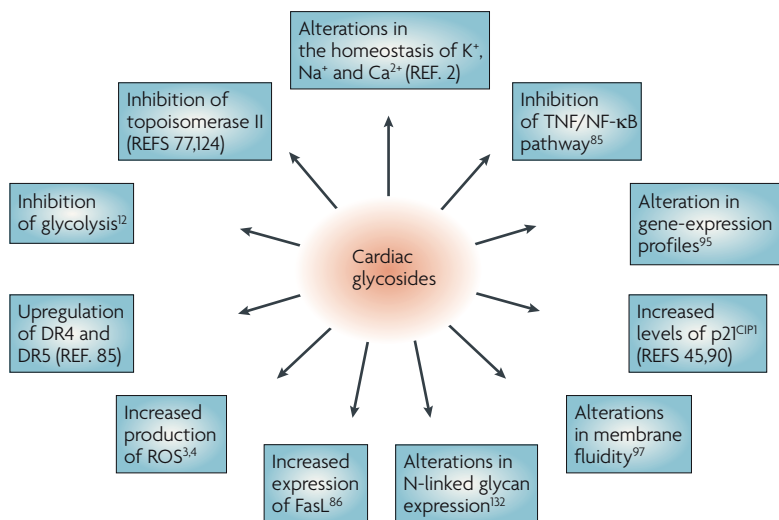 Alterations in
the homeostasis of K⁺,
Na⁺ and Ca²⁺ (REF. 2)
Inhibition of
topoisomerase II
(REFS 77,124)
Inhibition
of TNF/NF-κB
pathway⁸⁵
Inhibition
of glycolysis¹²
Alteration in
gene-expression
profiles⁹⁵
Cardiac
glycosides
Upregulation
of DR4 and
DR5 (REF. 85)
Increased
levels of p21ᶜᴵᴾ¹
(REFS 45,90)
Increased
production
of ROS³,⁴
Alterations
in membrane
fluidity⁹⁷
Increased
expression
of FasL⁸⁶
Alterations in
N-linked glycan
expression¹³²